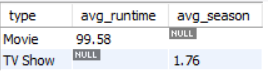 type avg_runtime avg_season
Movie 99.58 NULL
TV Show NULL 1.76